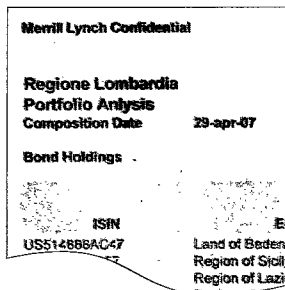 Merrill Lynch Confidential
Regione Lombardia
Portfolio Anlysis
Composition Date 29-apr-07
Bond Holdings
ISIN
Land of Baden
Region of Sicil
Region of Lazi